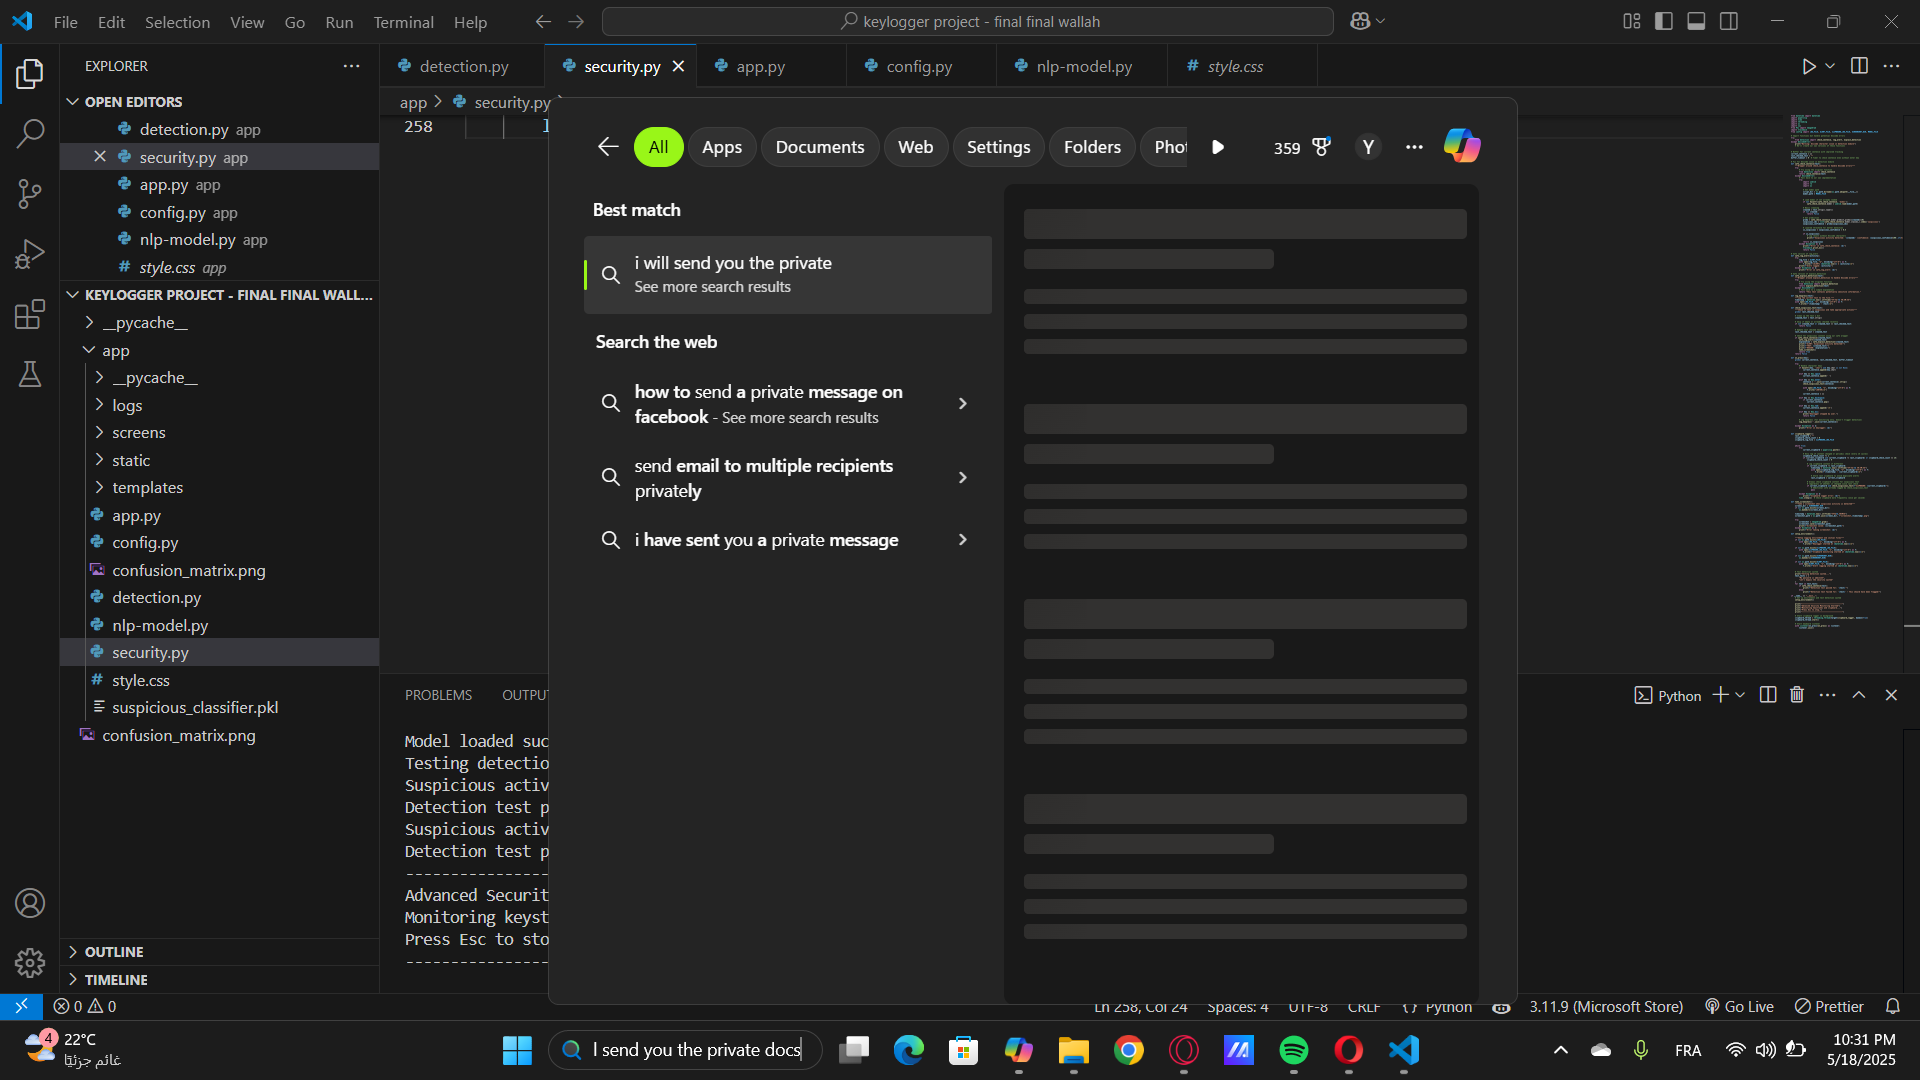 File Edit Selection View Go Run Terminal Help
keylogger project - final final wallah
EXPLORER
OPEN EDITORS
detection.py app
security.py app
app.py app
config.py app
nlp-model.py app
style.css app
KEYLOGGER PROJECT - FINAL FINAL WALL...
__pycache__
app
__pycache__
logs
screens
static
templates
app.py
config.py
confusion_matrix.png
detection.py
nlp-model.py
security.py
style.css
suspicious_classifier.pkl
confusion_matrix.png
OUTLINE
TIMELINE
detection.py
security.py
app.py
config.py
nlp-model.py
style.css
app > security.py
258
All
Apps
Documents
Web
Settings
Folders
Phot
359
Y
Best match
i will send you the private
See more search results
Search the web
how to send a private message on
facebook - See more search results
send email to multiple recipients
privately
i have sent you a private message
PROBLEMS
OUTPUT
Python
Model loaded suc
Testing detectio
Suspicious activ
Detection test p
Suspicious activ
Detection test p
----------------
Advanced Securit
Monitoring keyst
Press Esc to sto
----------------
0 0
Ln 258, Col 24
Spaces: 4
UTF-8
CRLF
{} Python
3.11.9 (Microsoft Store)
Go Live
Prettier
4
22°C
غائم جزئيًا
I send you the private docs
FRA
10:31 PM
5/18/2025